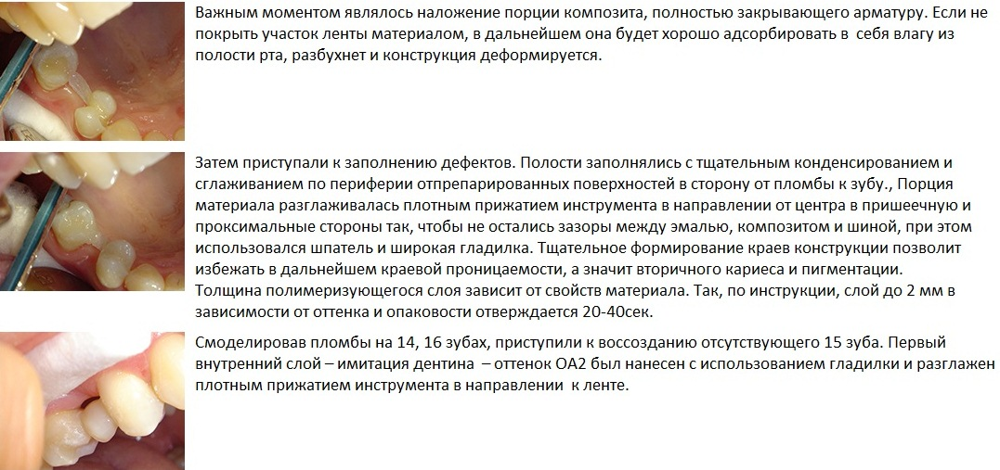 Важным моментом являлось наложение порции композита, полностью закрывающего арматуру. Если не
покрыть участок ленты материалом, в дальнейшем она будет хорошо адсорбировать в  себя влагу из
полости рта, разбухнет и конструкция деформируется.
Затем приступали к заполнению дефектов. Полости заполнялись с тщательным конденсированием и
сглаживанием по периферии отпрепарированных поверхностей в сторону от пломбы к зубу., Порция
материала разглаживалась плотным прижатием инструмента в направлении от центра в пришеечную и
проксимальные стороны так, чтобы не остались зазоры между эмалью, композитом и шиной, при этом
использовался шпатель и широкая гладилка. Тщательное формирование краев конструкции позволит
избежать в дальнейшем краевой проницаемости, а значит вторичного кариеса и пигментации.
Толщина полимеризующегося слоя зависит от свойств материала. Так, по инструкции, слой до 2 мм в
зависимости от оттенка и опаковости отверждается 20-40сек.
Смоделировав пломбы на 14, 16 зубах, приступили к воссозданию отсутствующего 15 зуба. Первый
внутренний слой – имитация дентина  – оттенок ОА2 был нанесен с использованием гладилки и разглажен
плотным прижатием инструмента в направлении  к ленте.